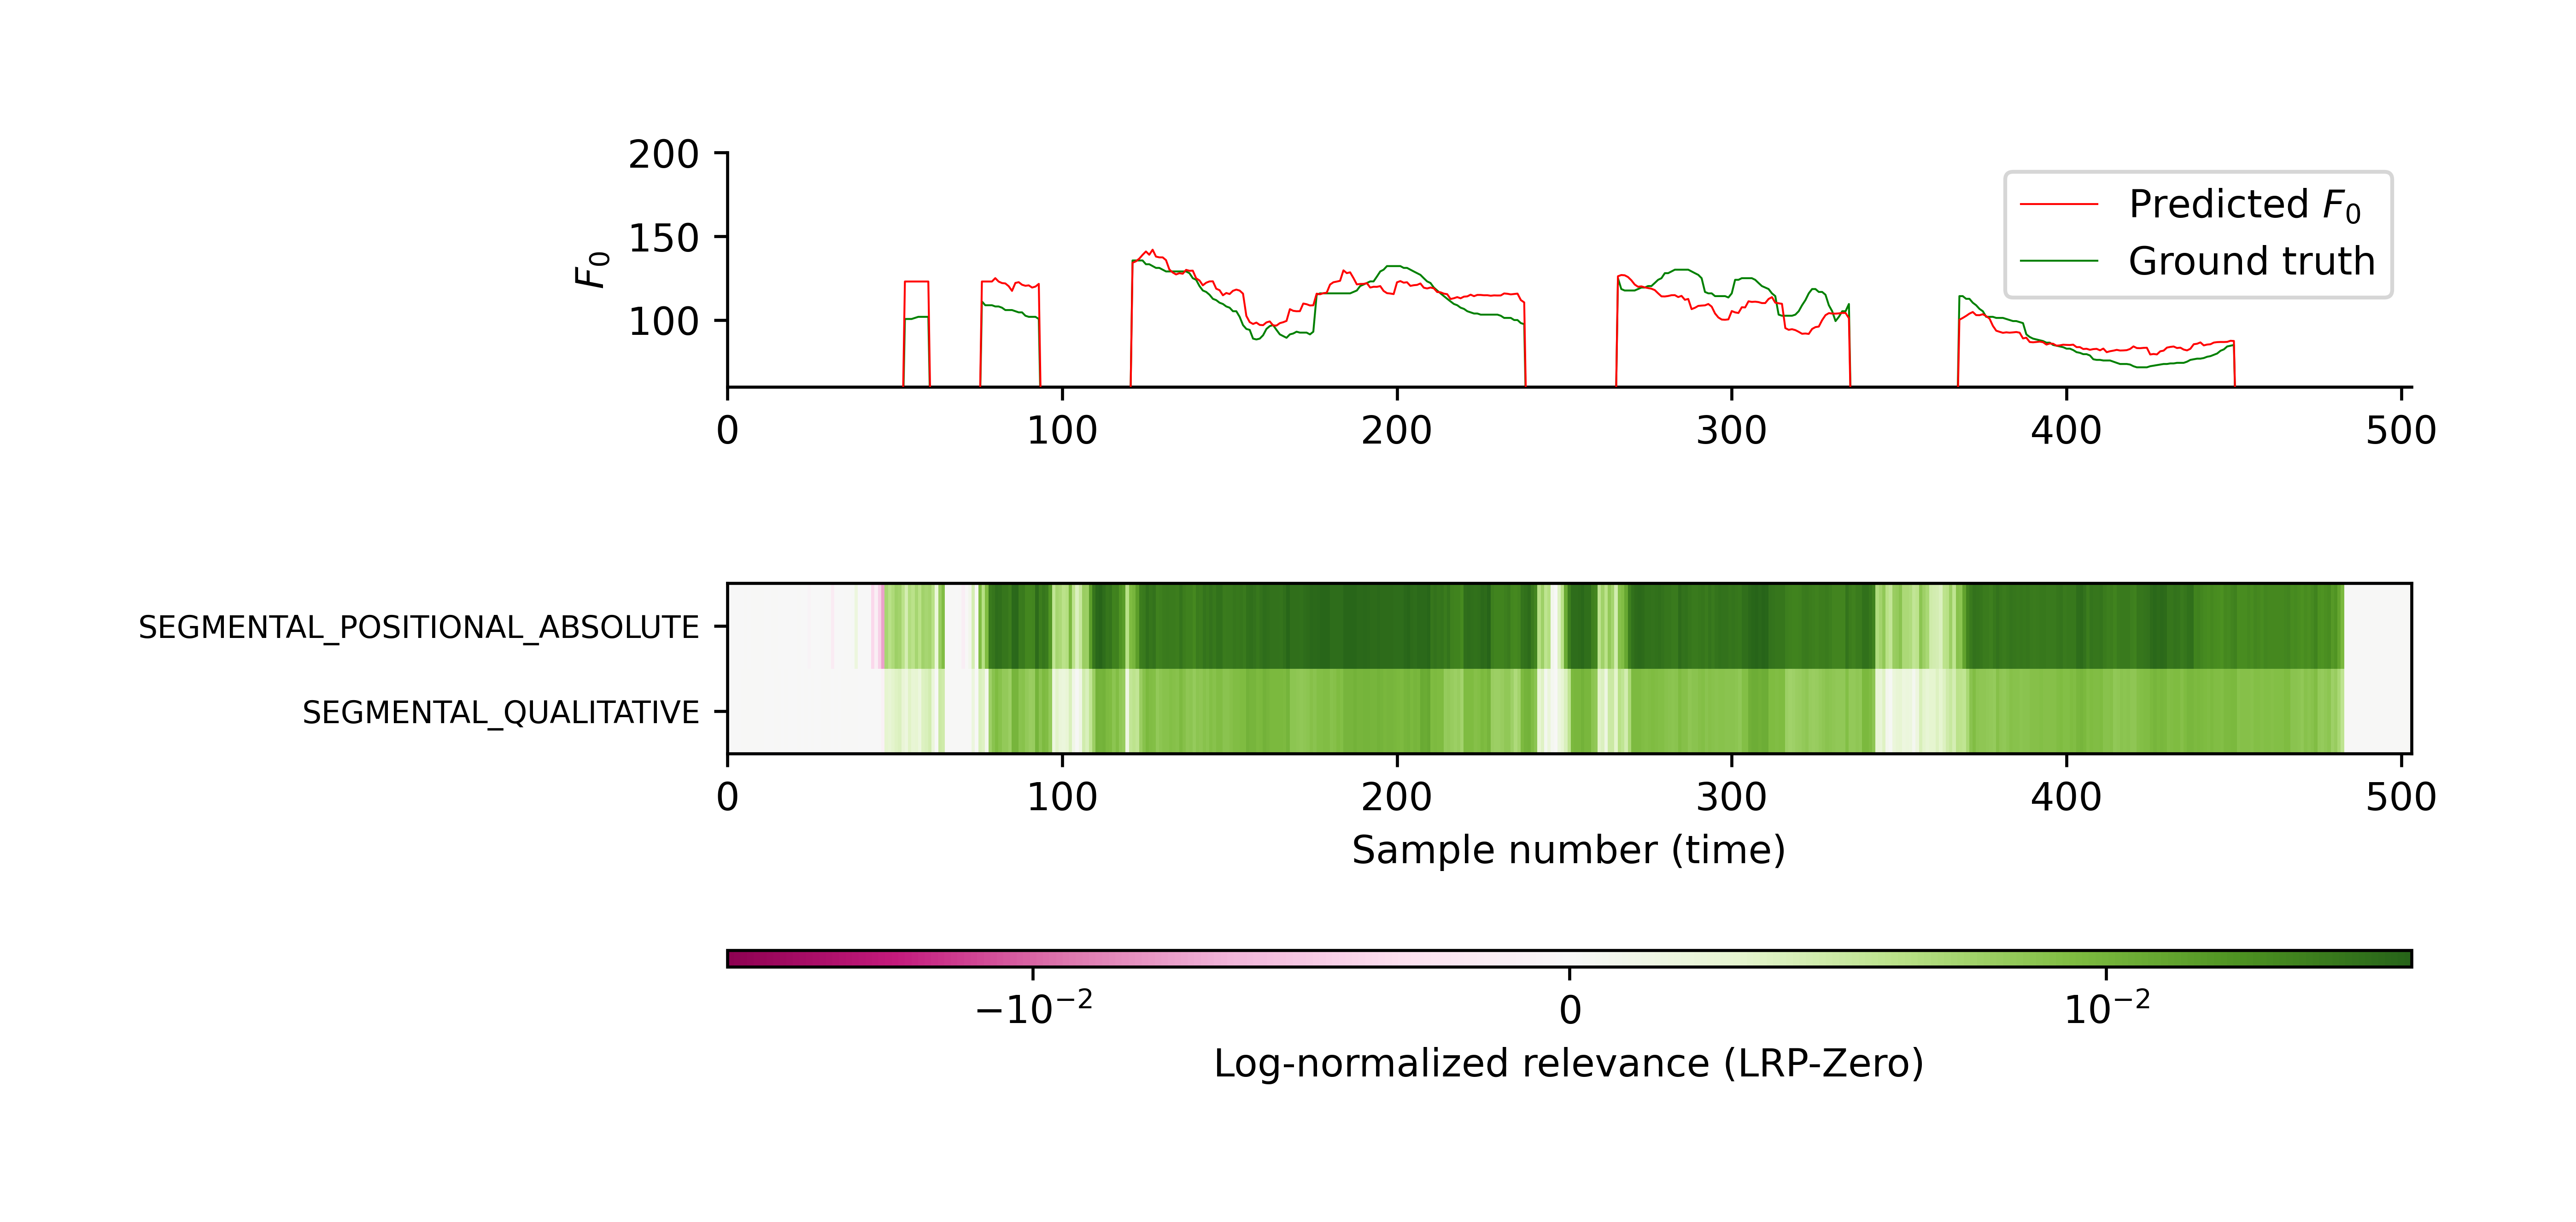 200
150
100
F₀
Predicted F₀
Ground truth
0 100 200 300 400 500
SEGMENTAL_POSITIONAL_ABSOLUTE
SEGMENTAL_QUALITATIVE
0 100 200 300 400 500
Sample number (time)
−10⁻² 0 10⁻²
Log-normalized relevance (LRP-Zero)